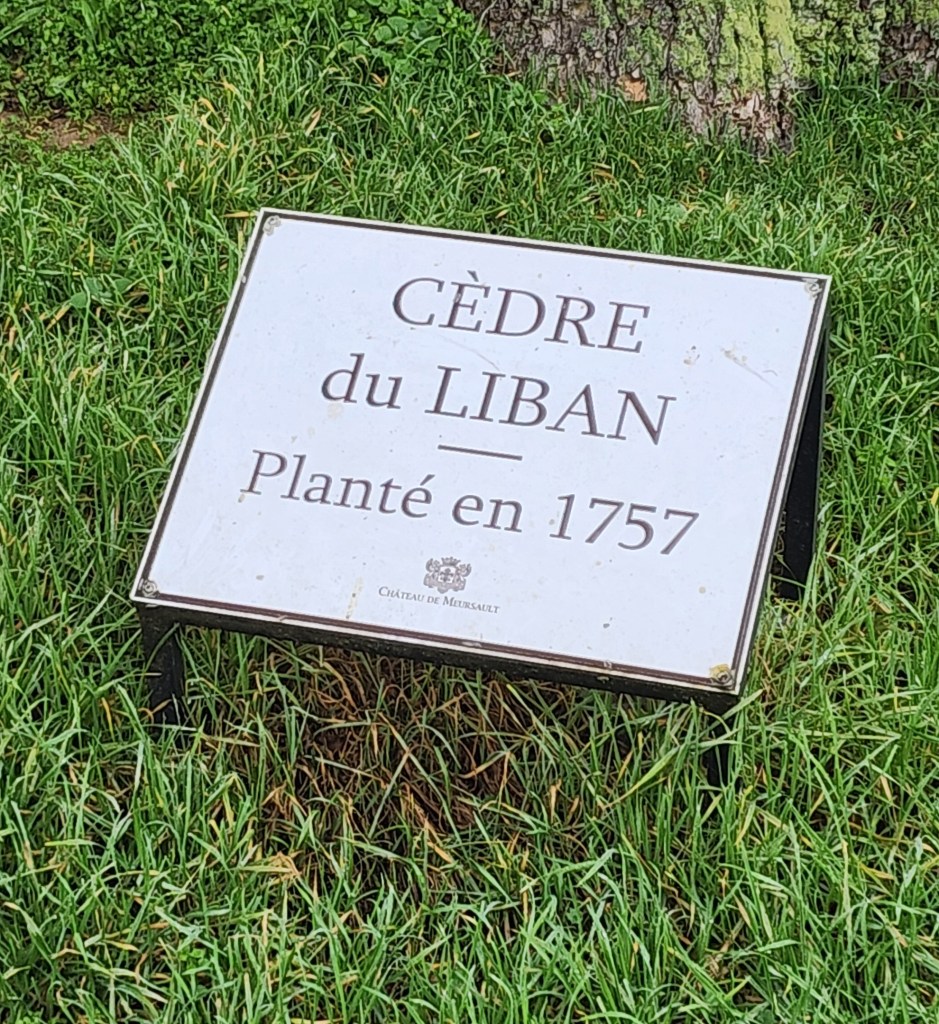 CÈDRE
du LIBAN
Planté en 1757
CHÂTEAU DE MEURSAULT